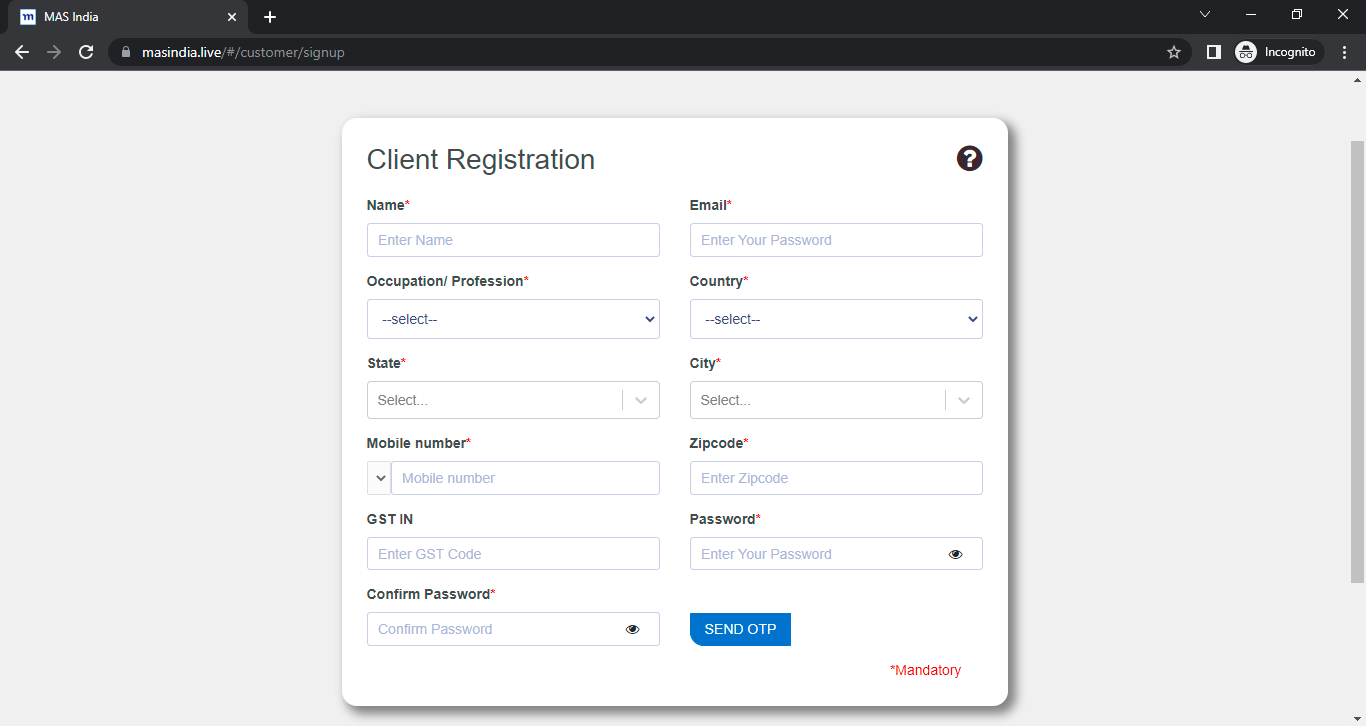 m MAS India
masindia.live/#/customer/signup
Incognito
Client Registration
?
Name* Email*
Enter Name Enter Your Password
Occupation/ Profession* Country*
--select-- --select--
State* City*
Select... Select...
Mobile number* Zipcode*
Mobile number Enter Zipcode
GST IN Password*
Enter GST Code Enter Your Password
Confirm Password*
Confirm Password SEND OTP
*Mandatory